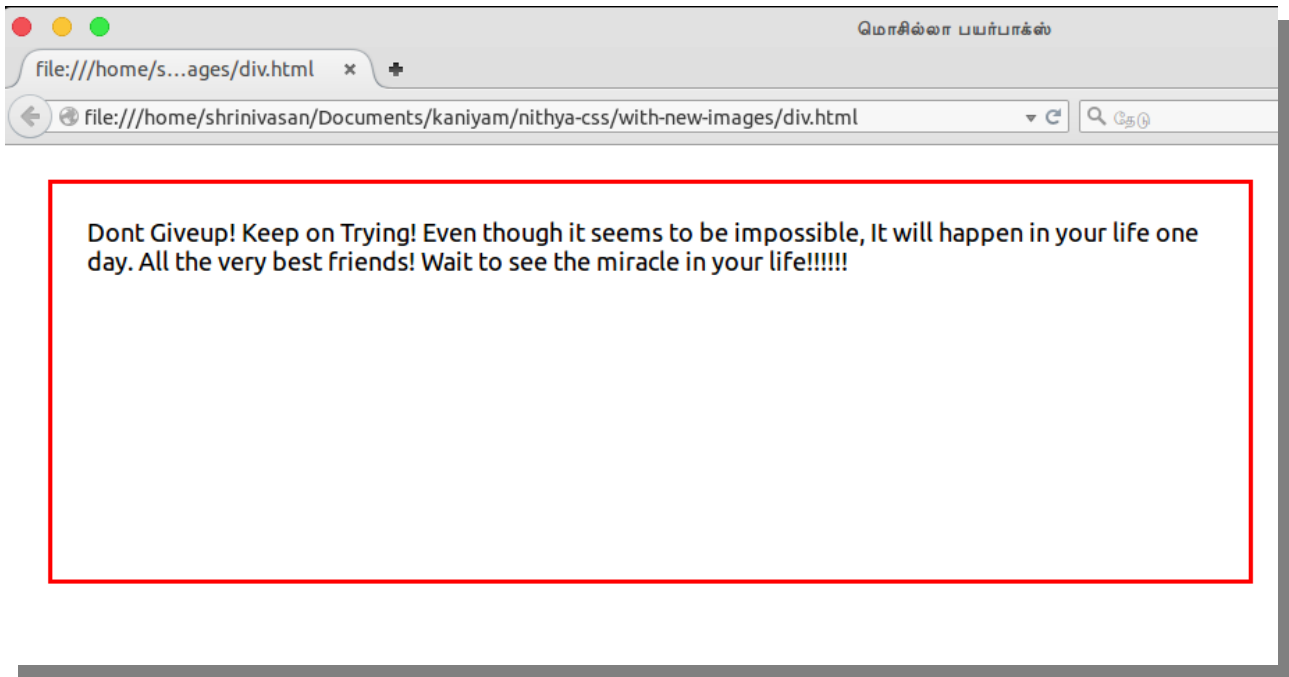 மொசில்லா பயர்பாக்ஸ்
file:///home/s...ages/div.html
file:///home/shrinivasan/Documents/kaniyam/nithya-css/with-new-images/div.html
தேடு
Dont Giveup! Keep on Trying! Even though it seems to be impossible, It will happen in your life one
day. All the very best friends! Wait to see the miracle in your life!!!!!!